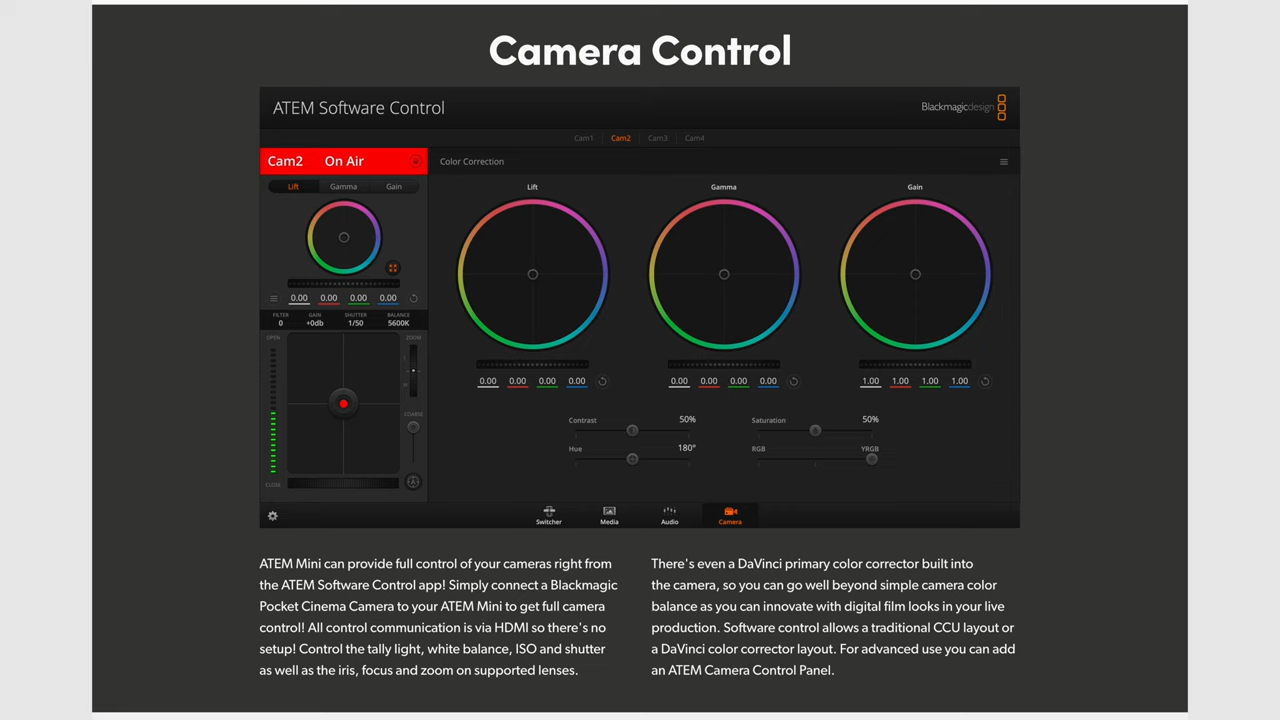 Camera Control
ATEM Software Control
Blackmagicdesign
Cam1 Cam2 Cam3 Cam4
Cam2 On Air
Color Correction
Lift Gamma Gain
Lift Gamma Gain
0.00 0.00 0.00 0.00
FILTER GAIN SHUTTER BALANCE
0 +0db 1/50 5600K
OPEN
ZOOM
COARSE
CLOSE
0.00 0.00 0.00 0.00
0.00 0.00 0.00 0.00
1.00 1.00 1.00 1.00
Contrast 50%
Saturation 50%
Hue 180°
RGB YRGB
Switcher Media Audio Camera
ATEM Mini can provide full control of your cameras right from
the ATEM Software Control app! Simply connect a Blackmagic
Pocket Cinema Camera to your ATEM Mini to get full camera
control! All control communication is via HDMI so there's no
setup! Control the tally light, white balance, ISO and shutter
as well as the iris, focus and zoom on supported lenses.
There's even a DaVinci primary color corrector built into
the camera, so you can go well beyond simple camera color
balance as you can innovate with digital film looks in your live
production. Software control allows a traditional CCU layout or
a DaVinci color corrector layout. For advanced use you can add
an ATEM Camera Control Panel.